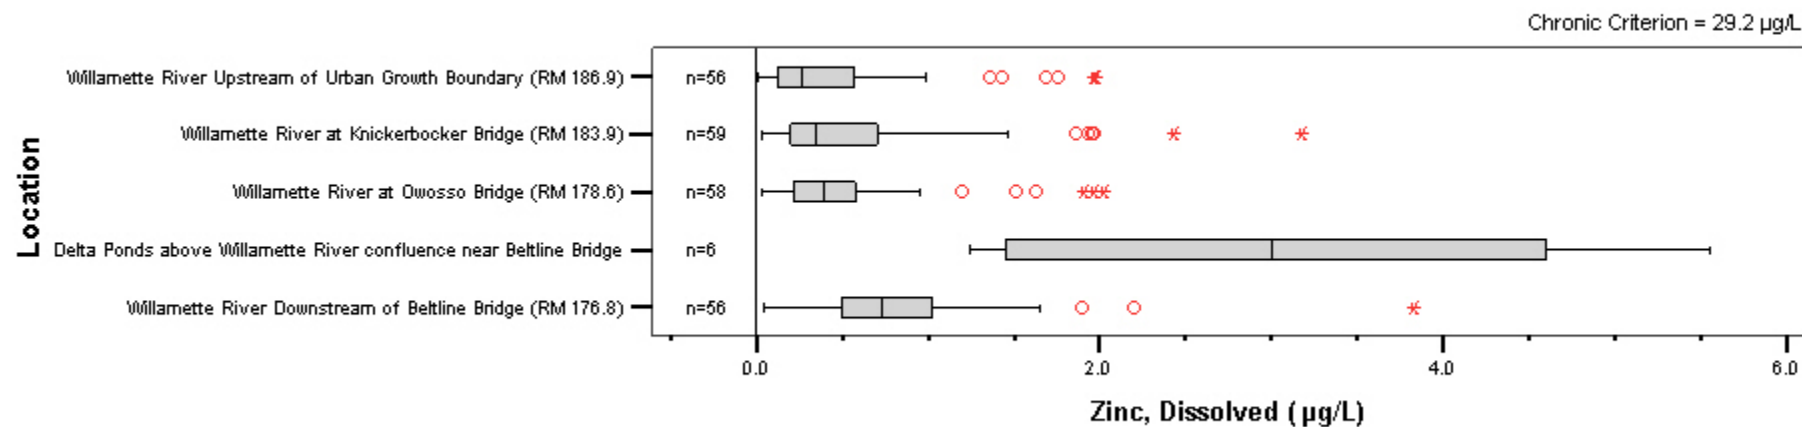 Chronic Criterion = 29.2 µg/L
Location
Willamette River Upstream of Urban Growth Boundary (RM 186.9) n=56
Willamette River at Knickerbocker Bridge (RM 183.9) n=59
Willamette River at Owosso Bridge (RM 178.6) n=58
Delta Ponds above Willamette River confluence near Beltline Bridge n=6
Willamette River Downstream of Beltline Bridge (RM 176.8) n=56
0.0 2.0 4.0 6.0
Zinc, Dissolved (µg/L)